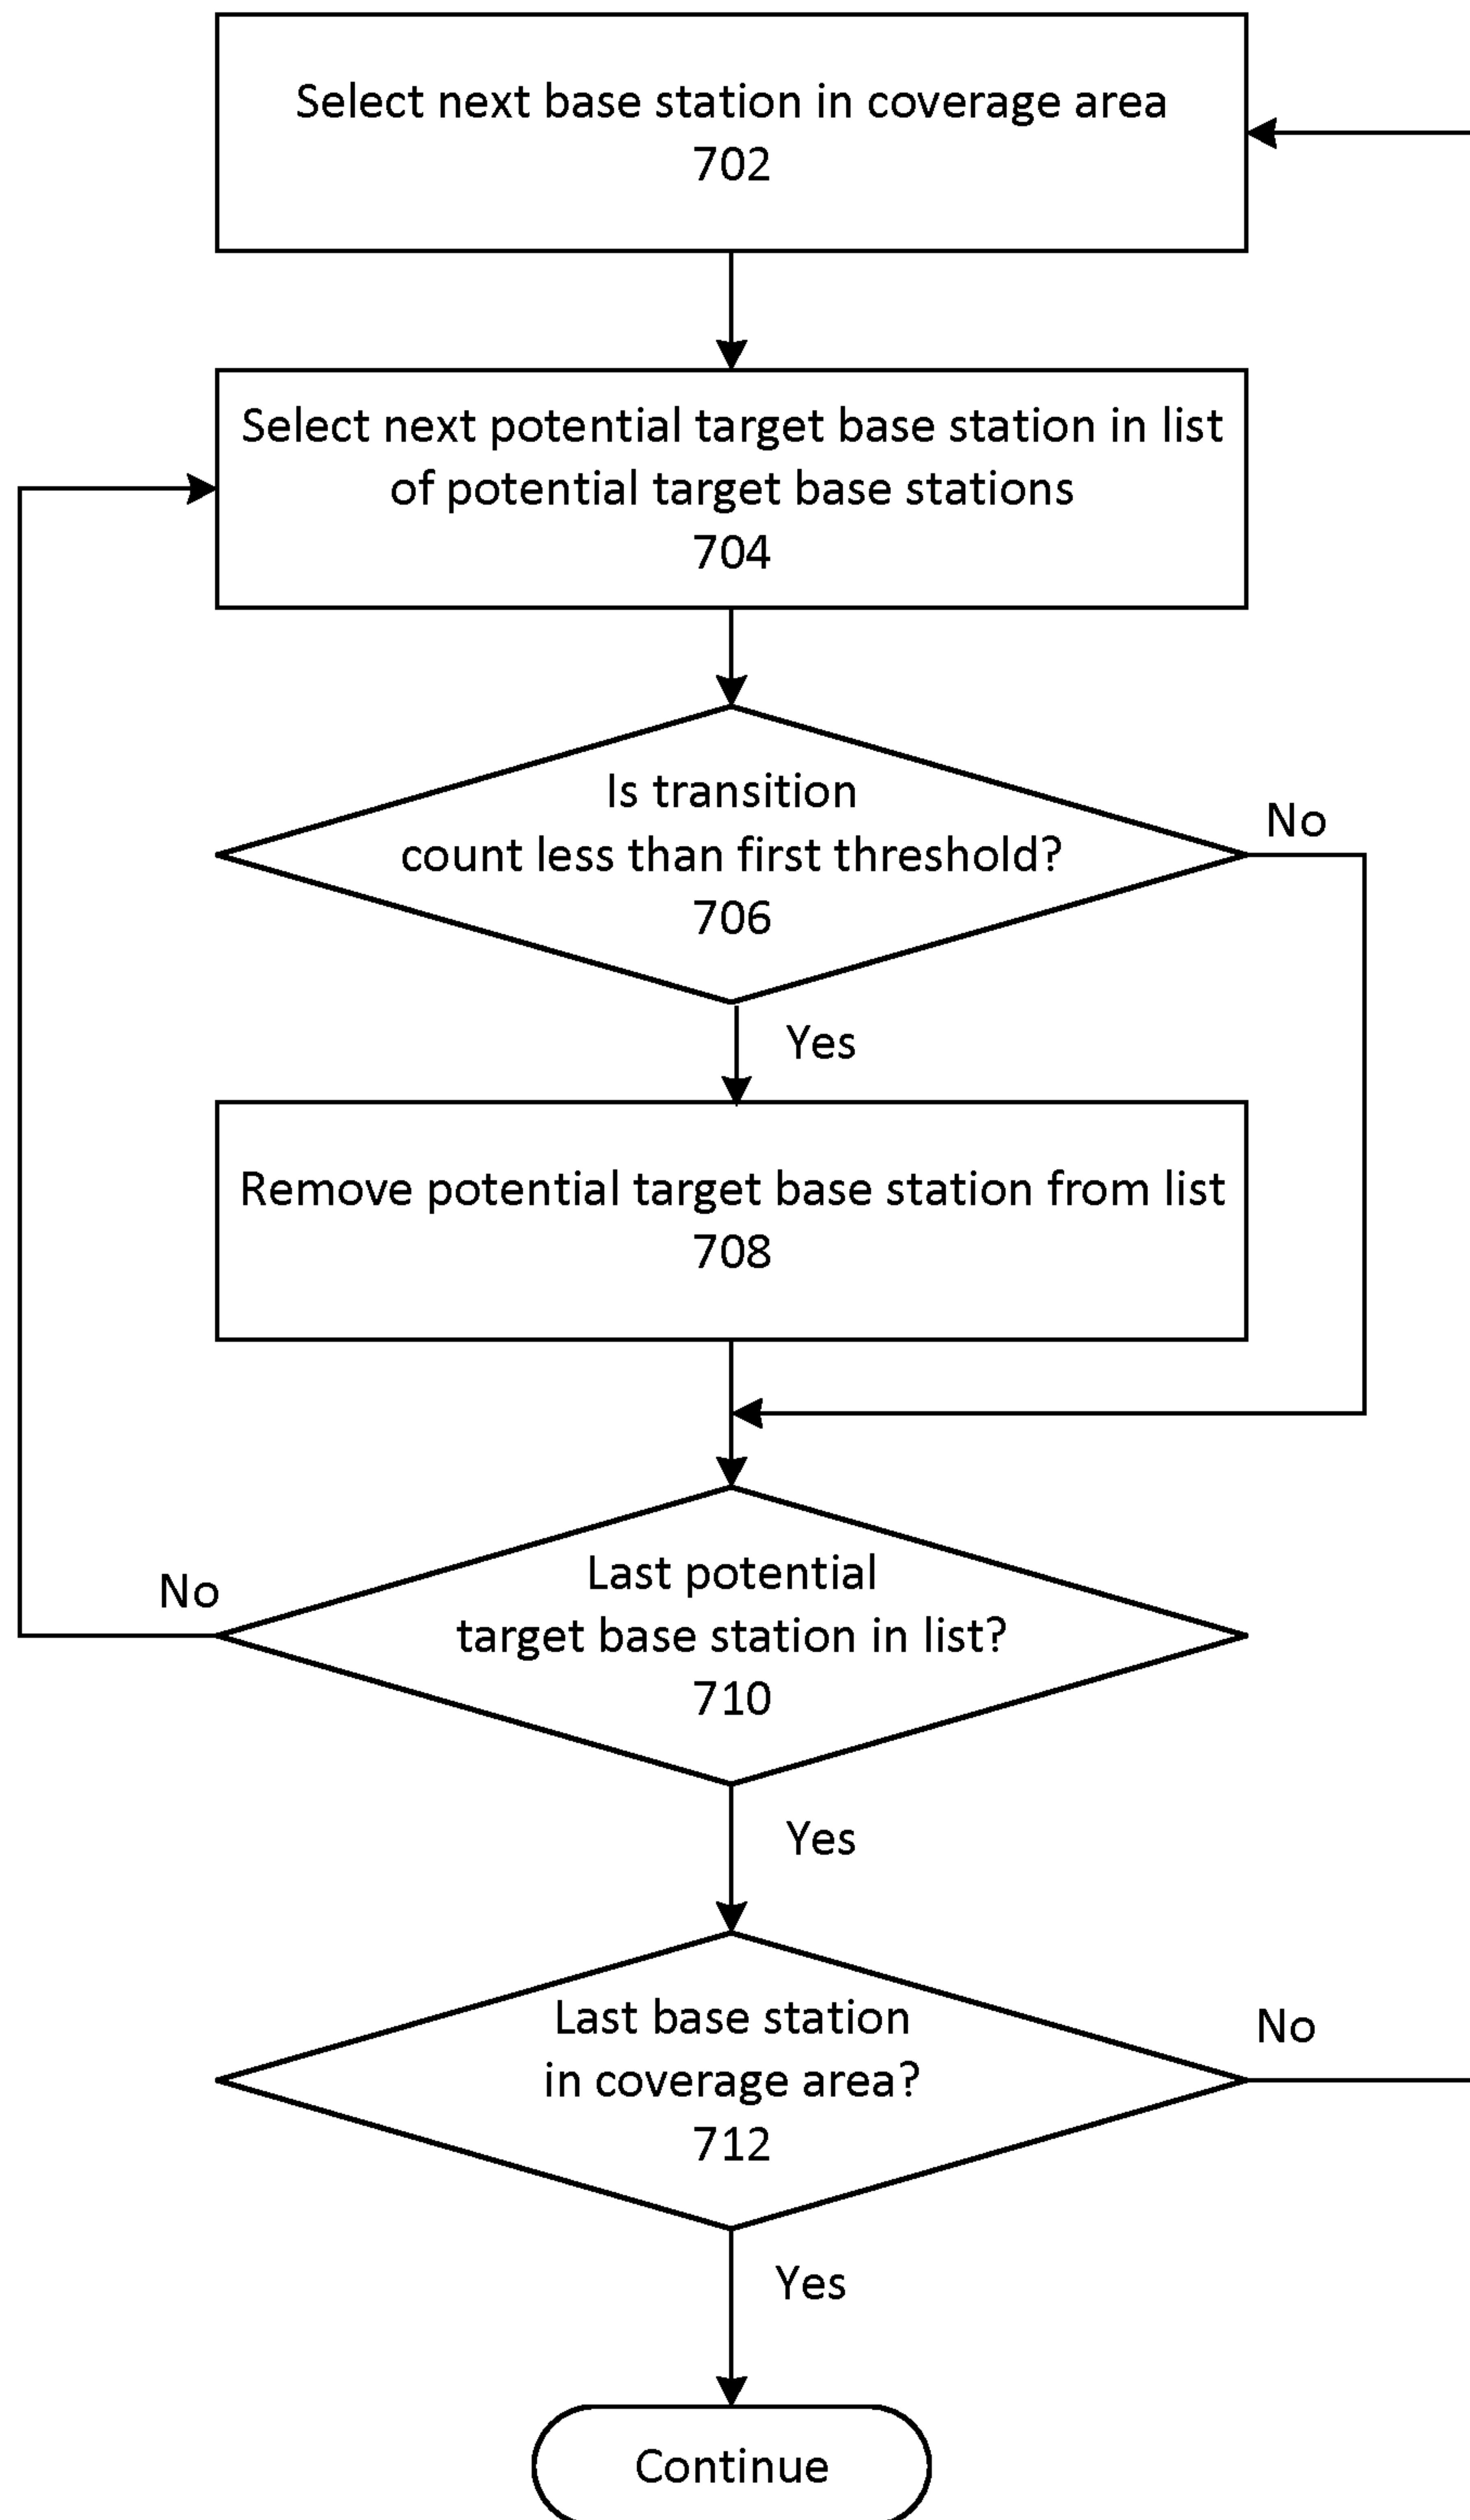 Select next base station in coverage area
702
Select next potential target base station in list
of potential target base stations
704
Is transition
count less than first threshold?
706
No
Yes
Remove potential target base station from list
708
Last potential
target base station in list?
710
No
Yes
Last base station
in coverage area?
712
No
Yes
Continue